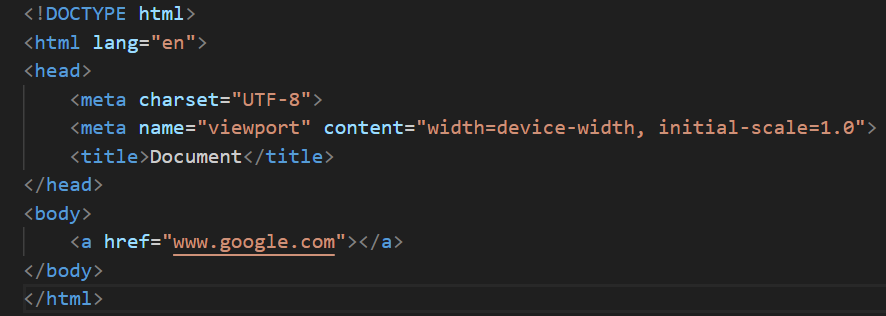 <!DOCTYPE html>
<html lang="en">
<head>
    <meta charset="UTF-8">
    <meta name="viewport" content="width=device-width, initial-scale=1.0">
    <title>Document</title>
</head>
<body>
    <a href="www.google.com"></a>
</body>
</html>